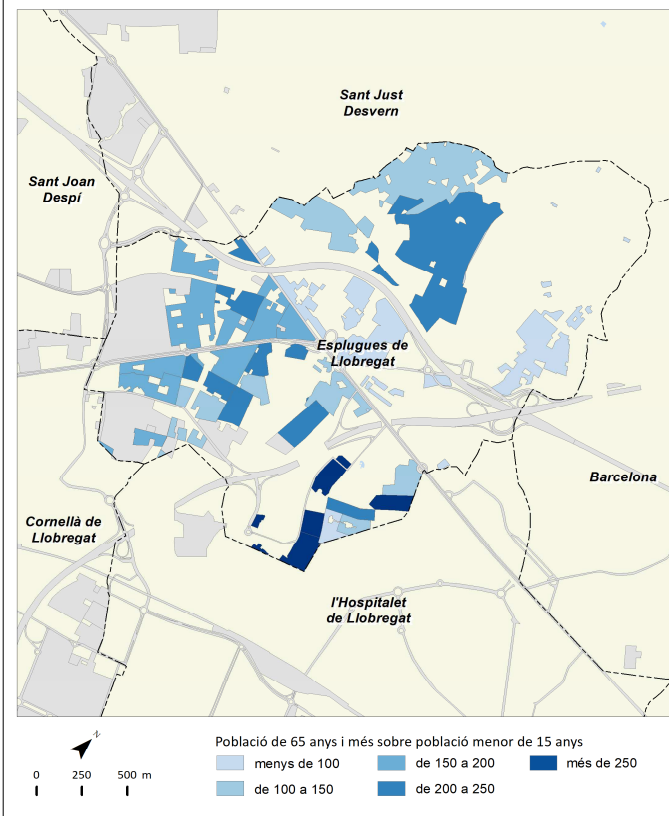 Sant Just
Desvern
Sant Joan
Despí
Esplugues de
Llobregat
Barcelona
Cornellà de
Llobregat
l'Hospitalet
de Llobregat
N
0 250 500 m
Població de 65 anys i més sobre població menor de 15 anys
menys de 100
de 150 a 200
més de 250
de 100 a 150
de 200 a 250